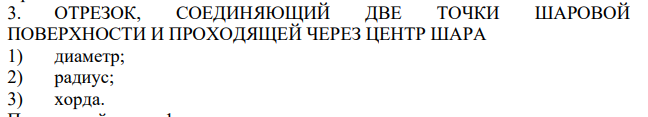 3. ОТРЕЗОК, СОЕДИНЯЮЩИЙ ДВЕ ТОЧКИ ШАРОВОЙ
ПОВЕРХНОСТИ И ПРОХОДЯЩЕЙ ЧЕРЕЗ ЦЕНТР ШАРА
1) диаметр;
2) радиус;
3) хорда.